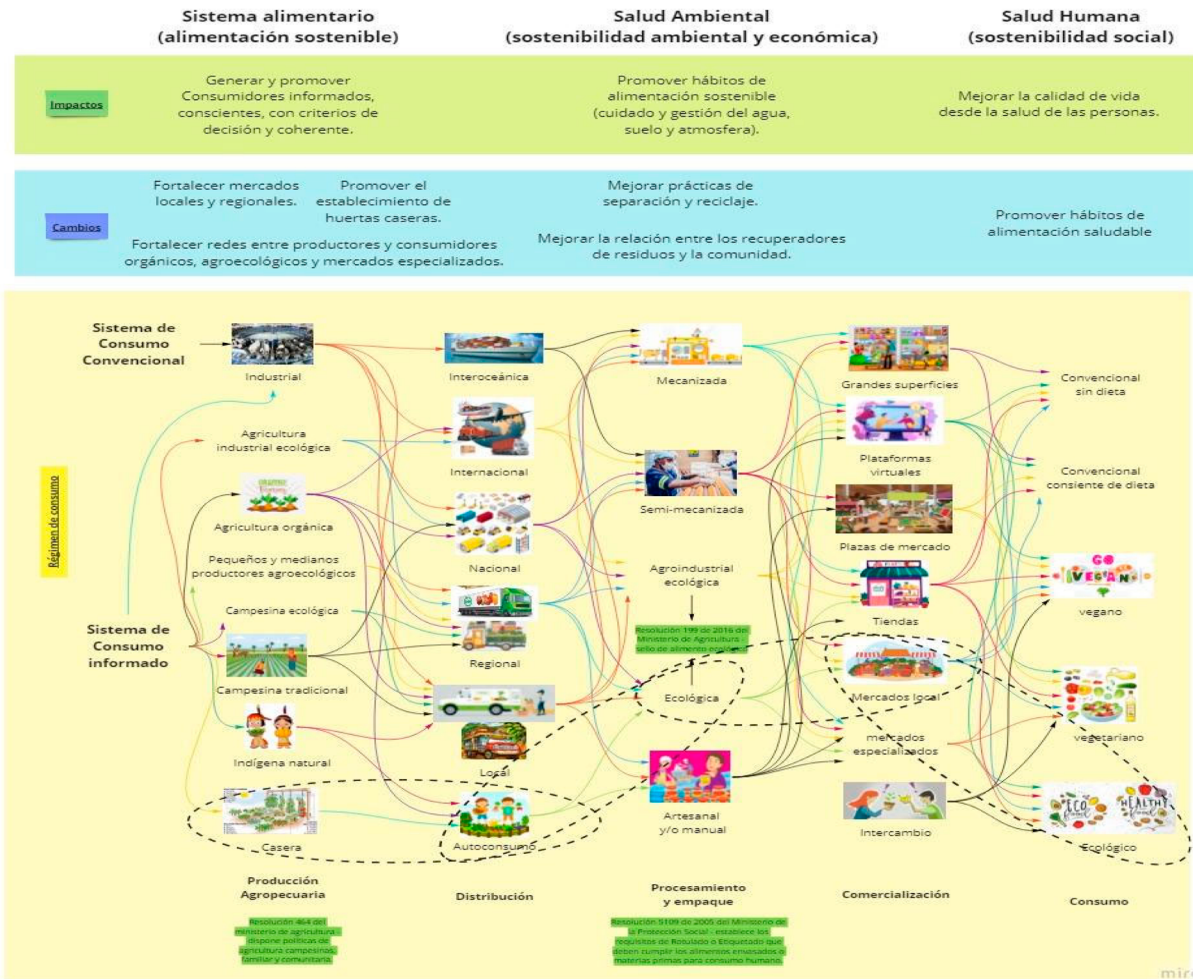 Sistema alimentario
(alimentación sostenible)
Salud Ambiental
(sostenibilidad ambiental y económica)
Salud Humana
(sostenibilidad social)
Impactos
Generar y promover
Consumidores informados,
conscientes, con criterios de
decisión y coherente.
Promover hábitos de
alimentación sostenible
(cuidado y gestión del agua,
suelo y atmosfera).
Mejorar la calidad de vida
desde la salud de las personas.
Cambios
Fortalecer mercados
locales y regionales.
Promover el
establecimiento de
huertas caseras.
Fortalecer redes entre productores y consumidores
orgánicos, agroecológicos y mercados especializados.
Mejorar prácticas de
separación y reciclaje.
Mejorar la relación entre los recuperadores
de residuos y la comunidad.
Promover hábitos de
alimentación saludable
Régimen de consumo
Sistema de
Consumo
Convencional
Sistema de
Consumo
informado
Industrial
Agricultura
industrial ecológica
Agricultura orgánica
Pequeños y medianos
productores agroecológicos
Campesina ecológica
Campesina tradicional
Indígena natural
Casera
Producción
Agropecuaria
Resolución 464 del
ministerio de agricultura -
dispone políticas de
agricultura campesinas,
familiar y comunitaria.
Interoceánica
Internacional
Nacional
Regional
Local
Autoconsumo
Distribución
Mecanizada
Semi-mecanizada
Agroindustrial
ecológica
Resolución 199 de 2016 del
Ministerio de Agricultura -
sello de alimento ecológico
Ecológica
Artesanal
y/o manual
Procesamiento
y empaque
Resolución 5109 de 2005 del Ministerio de
la Protección Social - establece los
requisitos de Rotulado o Etiquetado que
deben cumplir los alimentos envasados o
materias primas para consumo humano.
Grandes superficies
Plataformas
virtuales
Plazas de mercado
Tiendas
Mercados local
mercados
especializados
Intercambio
Comercialización
Convencional
sin dieta
Convencional
consiente de dieta
GO
VEGAN
vegano
vegetariano
ECO
HEALTHY
Ecológico
Consumo
miro